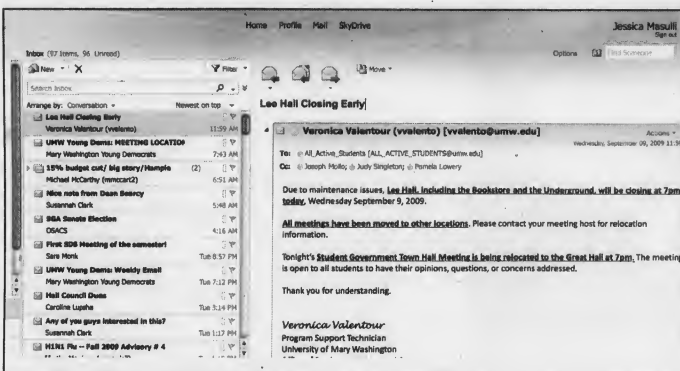 Home Profile Mail SkyDrive
Jessica Masulli
Sign out
Inbox (97 Items, 96 Unread)
Options
Find Someone
New X Filter
Search Inbox
Arrange by: Conversation Newest on top
Lee Hall Closing Early
Veronica Valentour (vvalento) 11:59 AM
UMW Young Dems: MEETING LOCATION
Mary Washington Young Democrats 7:43 AM
15% budget cut/ big story/Hample (2)
Michael McCarthy (mmccart2) 6:51 AM
Nice note from Dean Searcy
Susannah Clark 5:48 AM
SGA Senate Election
OSACS 4:16 AM
First SDS Meeting of the semester!
Sara Monk Tue 8:57 PM
UMW Young Dems: Weekly Email
Mary Washington Young Democrats Tue 7:12 PM
Hall Council Dues
Caroline Tue 5:14 PM
Any of you guys interested in this?
Susannah Clark Tue 1:17 PM
H1N1 Flu -- Fall 2009 Advisory # 4
Move
Lee Hall Closing Early
Veronica Valentour (vvalento) [vvalento@umw.edu]
Actions
Wednesday, September 09, 2009 11:59
To: All_Active_Students [ALL_ACTIVE_STUDENTS@umw.edu]
Cc: Joseph Mollo; Judy Singleton; Pamela Lowery
Due to maintenance issues, Lee Hall, including the Bookstore and the Underground, will be closing at 7pm
today, Wednesday September 9, 2009.
All meetings have been moved to other locations. Please contact your meeting host for relocation
information.
Tonight's Student Government Town Hall Meeting is being relocated to the Great Hall at 7pm. The meeting
is open to all students to have their opinions, questions, or concerns addressed.
Thank you for understanding.
Veronica Valentour
Program Support Technician
University of Mary Washington